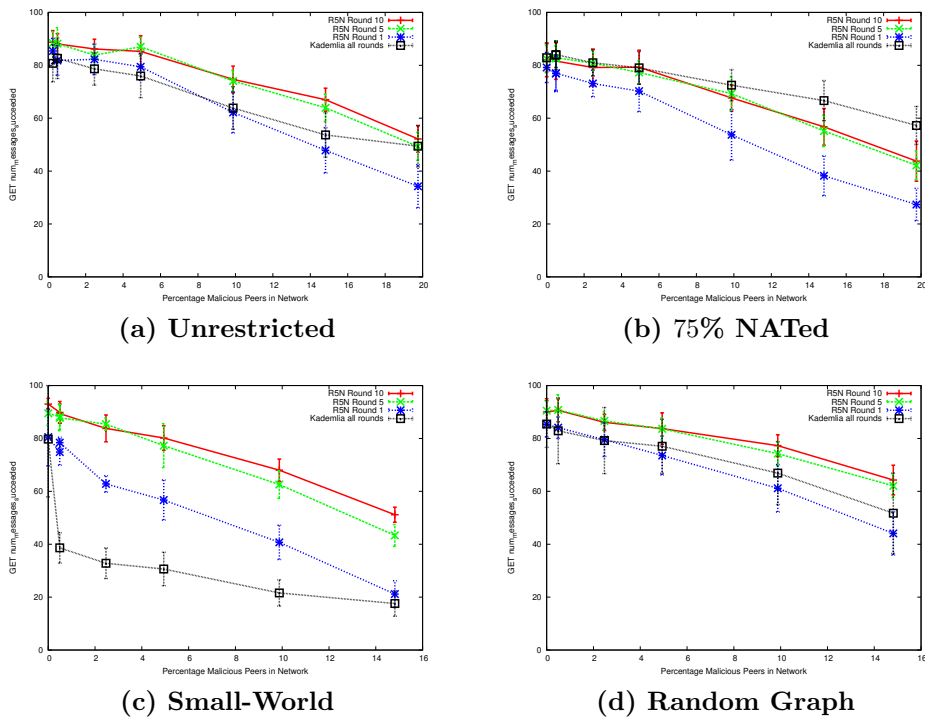 R5N Round 10
R5N Round 5
R5N Round 1
Kademlia all rounds
GET num_messages_succeeded
100
80
60
40
20
0
0 2 4 6 8 10 12 14 16 18 20
Percentage Malicious Peers in Network
(a) Unrestricted
R5N Round 10
R5N Round 5
R5N Round 1
Kademlia all rounds
GET num_messages_succeeded
100
80
60
40
20
0
0 2 4 6 8 10 12 14 16 18 20
Percentage Malicious Peers in Network
(b) 75% NATed
R5N Round 10
R5N Round 5
R5N Round 1
Kademlia all rounds
GET num_messages_succeeded
100
80
60
40
20
0
0 2 4 6 8 10 12 14 16
Percentage Malicious Peers in Network
(c) Small-World
R5N Round 10
R5N Round 5
R5N Round 1
Kademlia all rounds
GET num_messages_succeeded
100
80
60
40
20
0
0 2 4 6 8 10 12 14 16
Percentage Malicious Peers in Network
(d) Random Graph